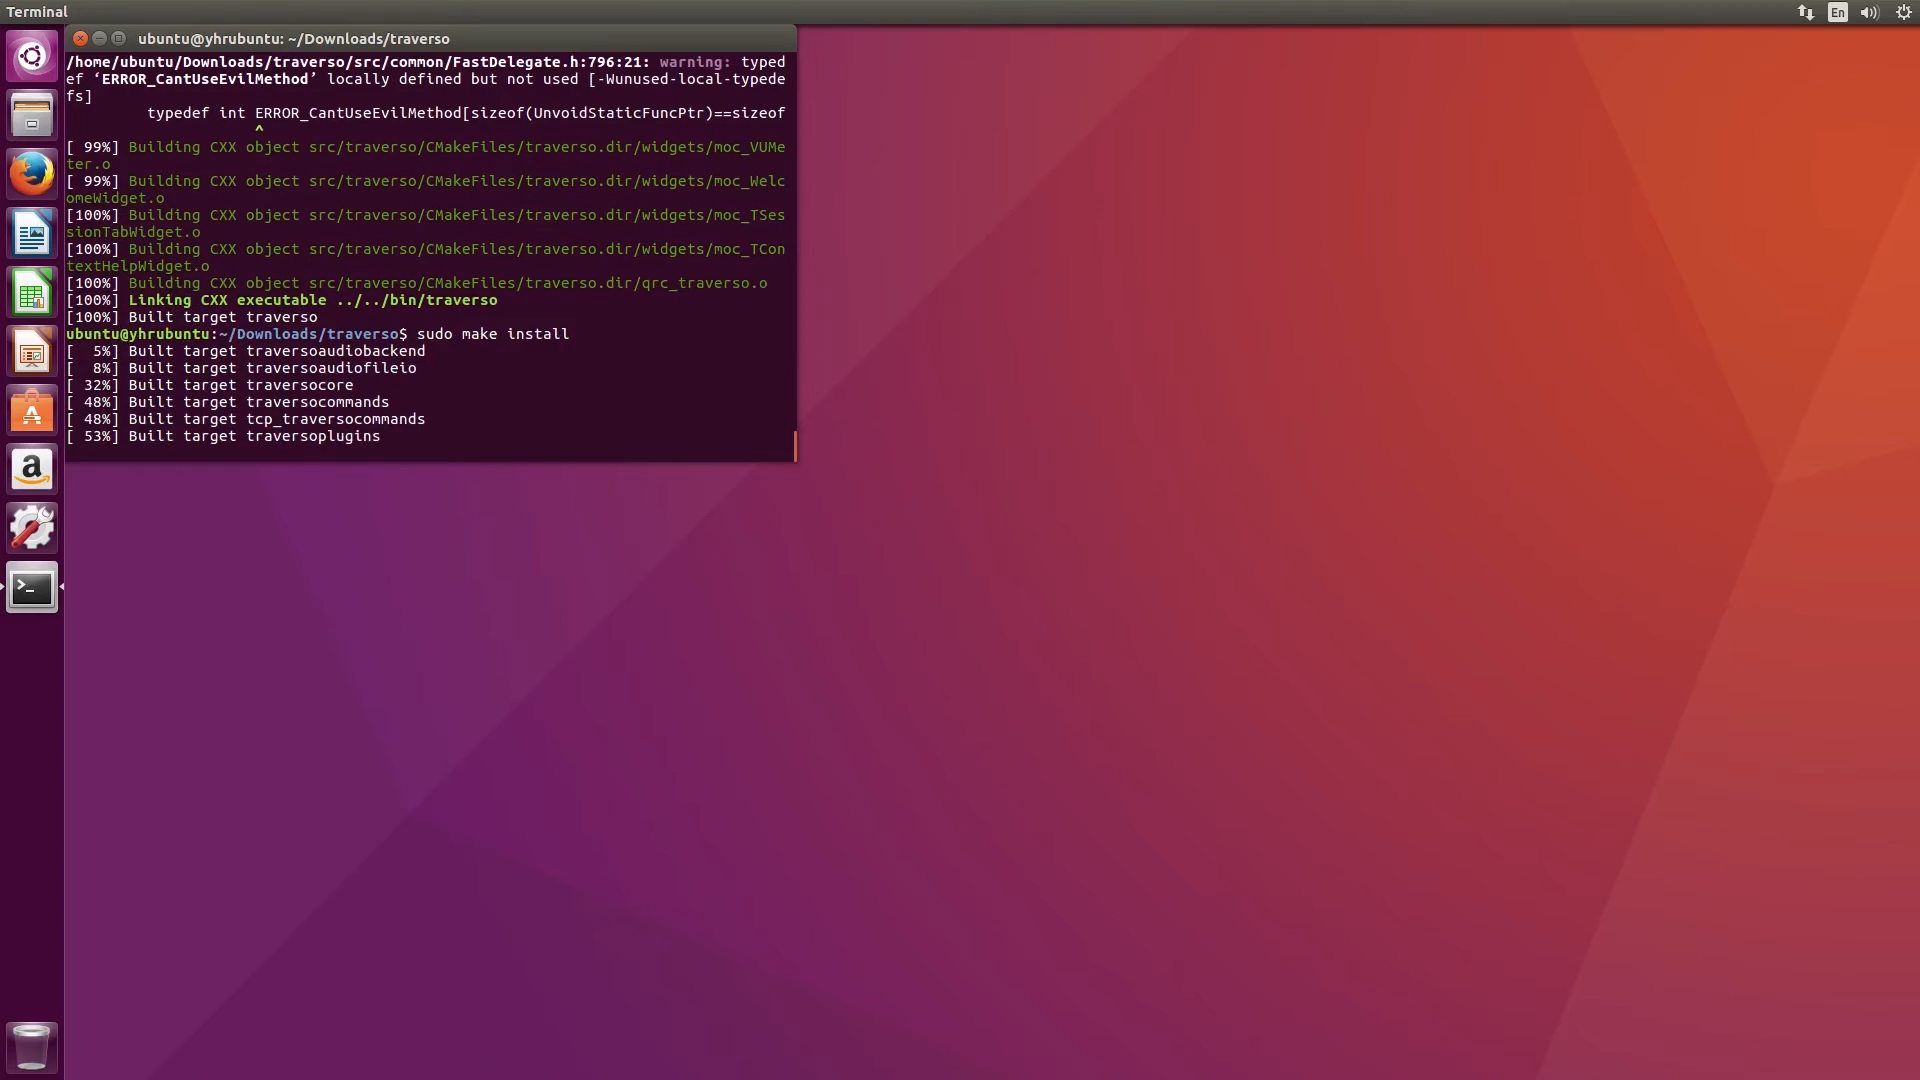 Terminal
En
ubuntu@yhrubuntu: ~/Downloads/traverso
/home/ubuntu/Downloads/traverso/src/common/FastDelegate.h:796:21: warning: typed
ef ‘ERROR_CantUseEvilMethod’ locally defined but not used [-Wunused-local-typede
fs]
typedef int ERROR_CantUseEvilMethod[sizeof(UnvoidStaticFuncPtr)==sizeof
^
[ 99%] Building CXX object src/traverso/CMakeFiles/traverso.dir/widgets/moc_VUMe
ter.o
[ 99%] Building CXX object src/traverso/CMakeFiles/traverso.dir/widgets/moc_Welc
omeWidget.o
[100%] Building CXX object src/traverso/CMakeFiles/traverso.dir/widgets/moc_TSes
sionTabWidget.o
[100%] Building CXX object src/traverso/CMakeFiles/traverso.dir/widgets/moc_TCon
textHelpWidget.o
[100%] Building CXX object src/traverso/CMakeFiles/traverso.dir/qrc_traverso.o
[100%] Linking CXX executable ../../bin/traverso
[100%] Built target traverso
ubuntu@yhrubuntu:~/Downloads/traverso$ sudo make install
[  5%] Built target traversoaudiobackend
[  8%] Built target traversoaudiofileio
[ 32%] Built target traversocore
[ 48%] Built target traversocommands
[ 48%] Built target tcp_traversocommands
[ 53%] Built target traversoplugins